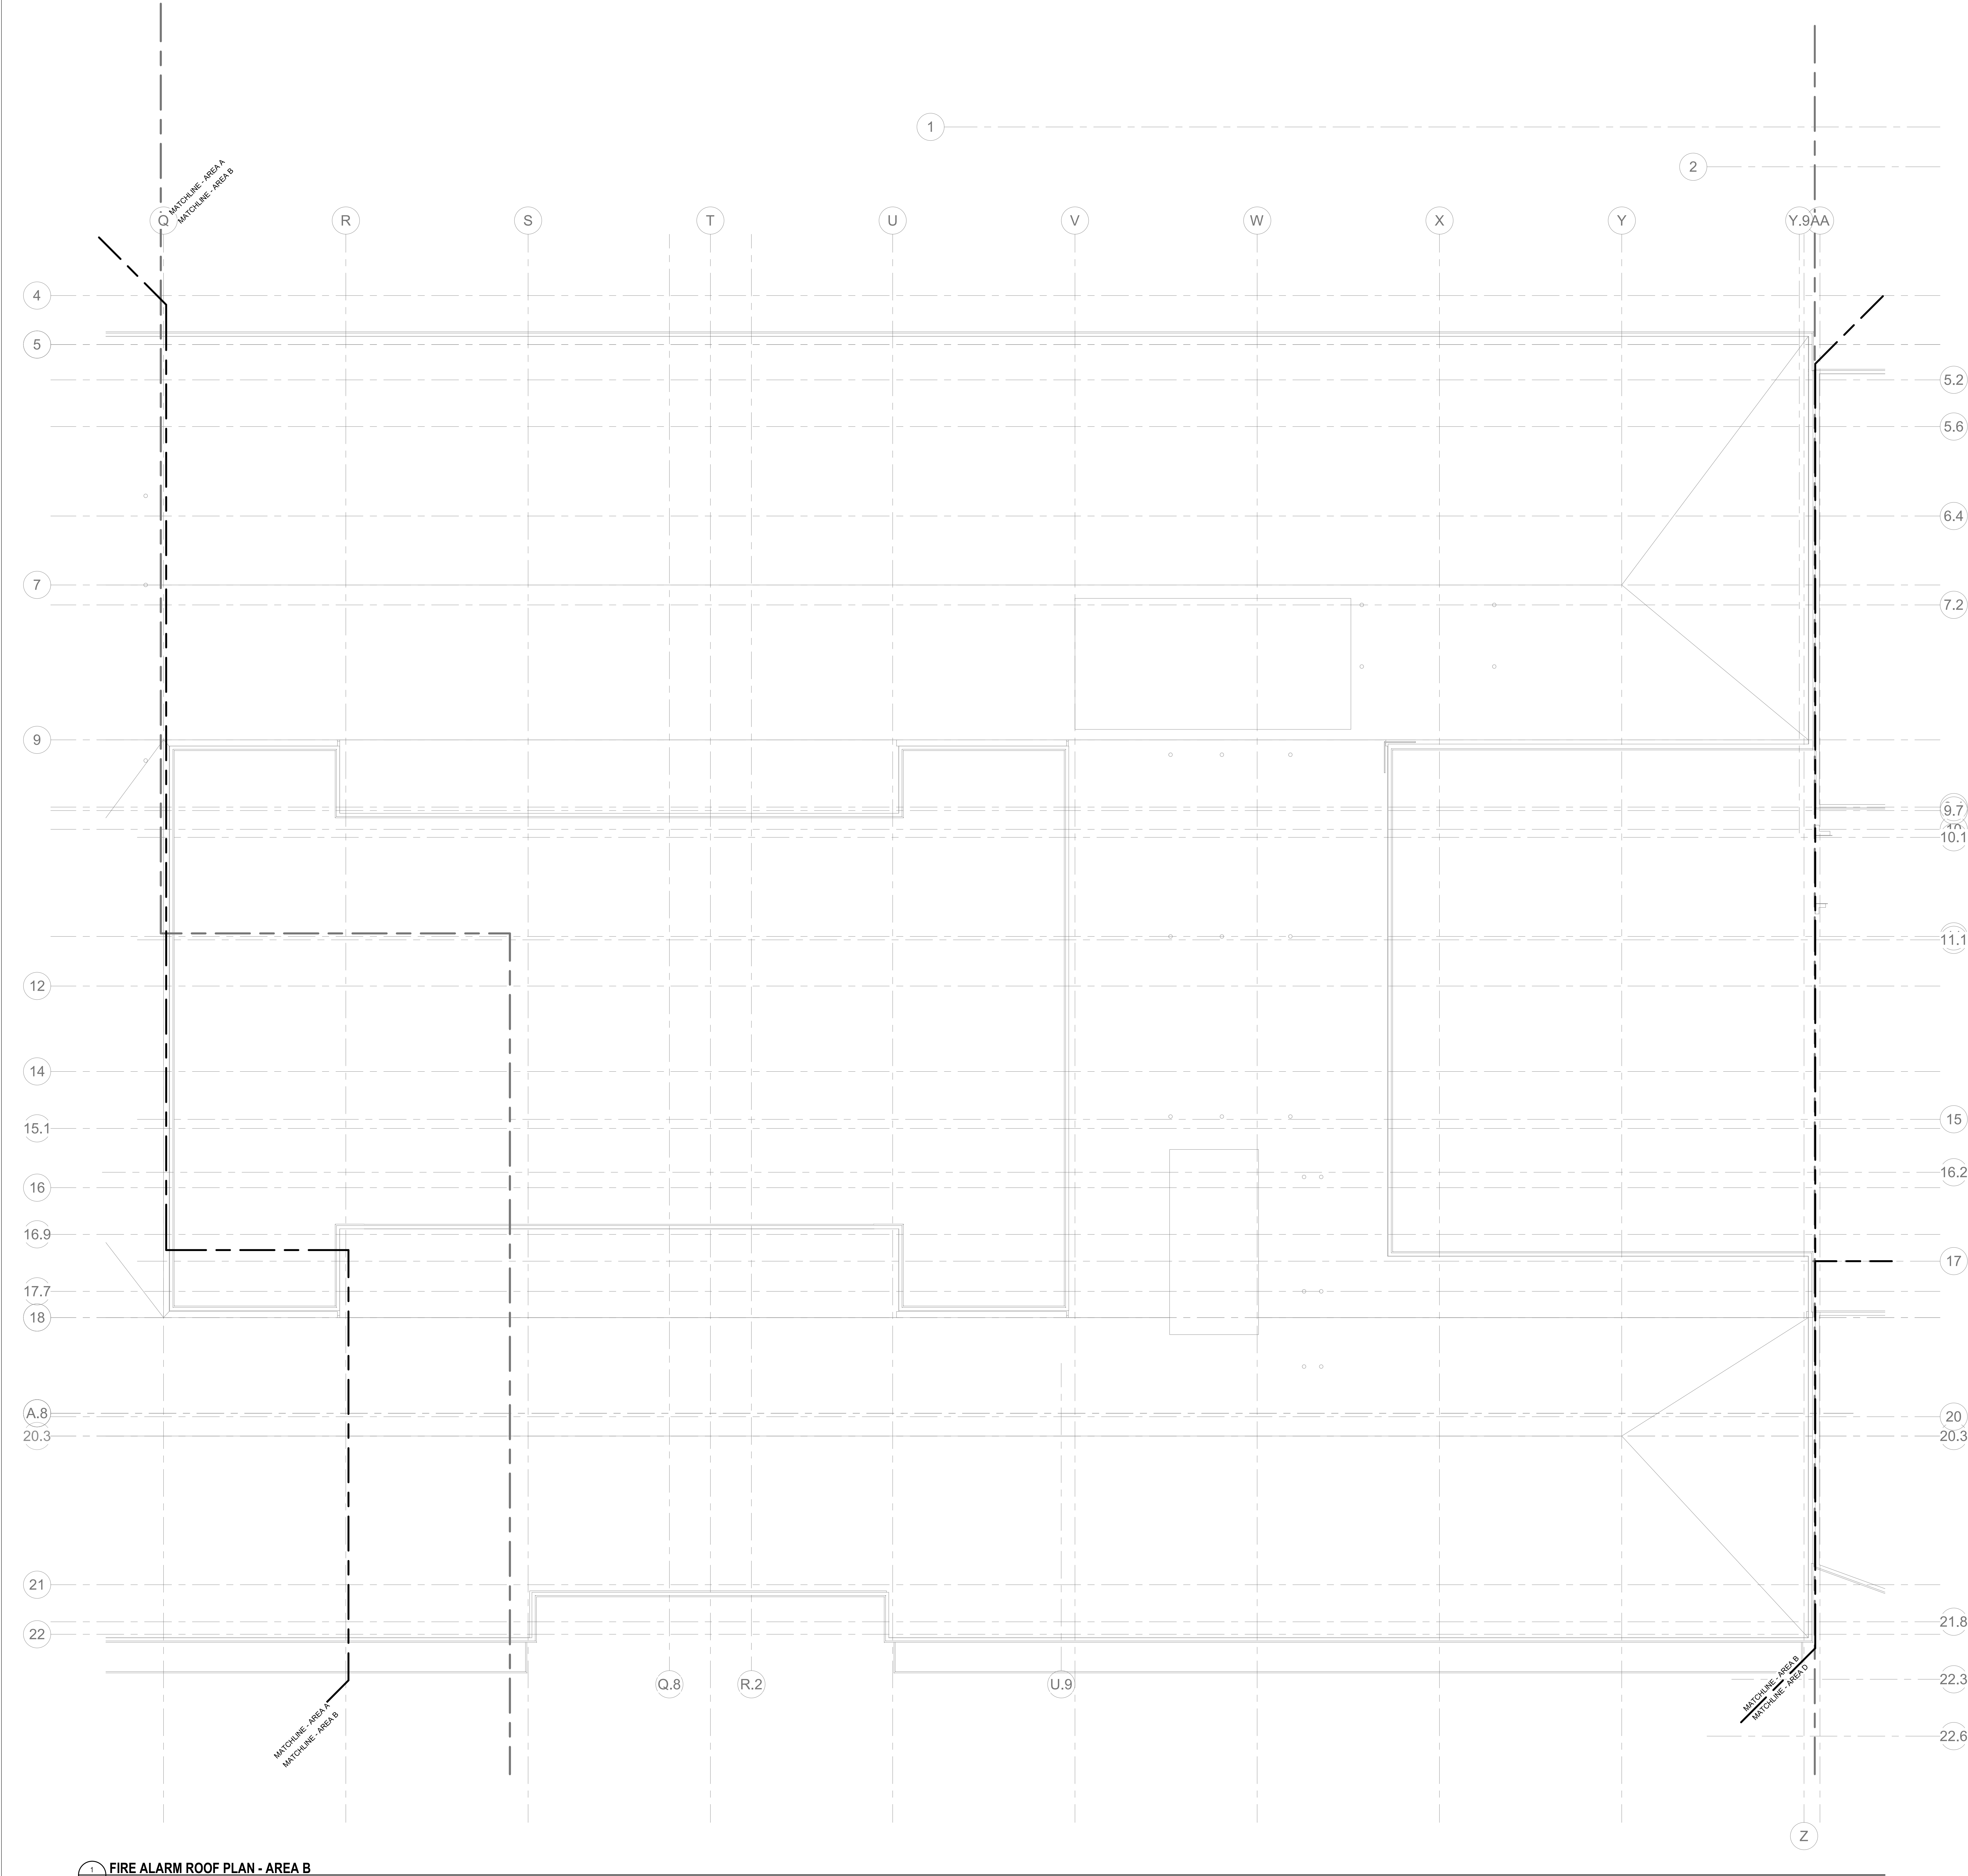 1
2
MATCHLINE - AREA A
MATCHLINE - AREA B
Q
R
S
T
U
V
W
X
Y
Y.9
AA
4
5
5.2
5.6
6.4
7
7.2
9
9.7
10
10.1
11.1
12
14
15
15.1
16.2
16
16.9
17
17.7
18
A.8
20
20.3
20.3
21
21.8
22
22.3
22.6
Q.8
R.2
U.9
MATCHLINE - AREA B
MATCHLINE - AREA D
MATCHLINE - AREA A
MATCHLINE - AREA B
Z
1
FIRE ALARM ROOF PLAN - AREA B